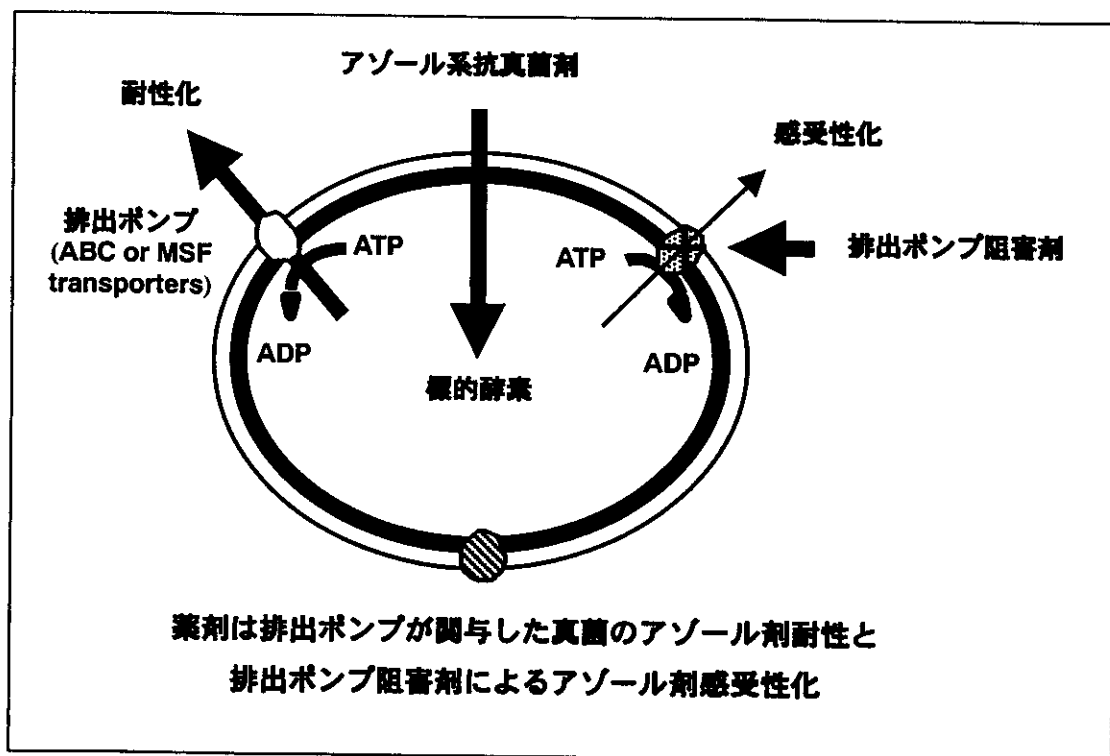 アゾール系抗真菌剤
耐性化
感受性化
排出ポンプ
(ABC or MSF
transporters)
ATP
ATP
排出ポンプ阻害剤
ADP
ADP
標的酵素
薬剤は排出ポンプが関与した真菌のアゾール剤耐性と
排出ポンプ阻害剤によるアゾール剤感受性化